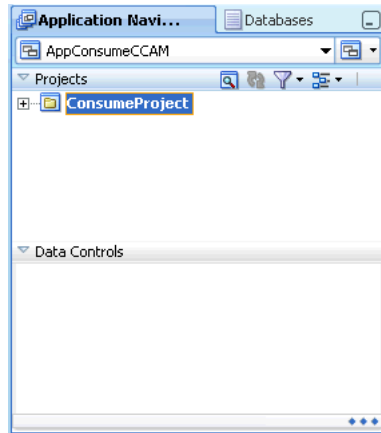 Application Navi... Databases
AppConsumeCCAM
Projects
ConsumeProject
Data Controls